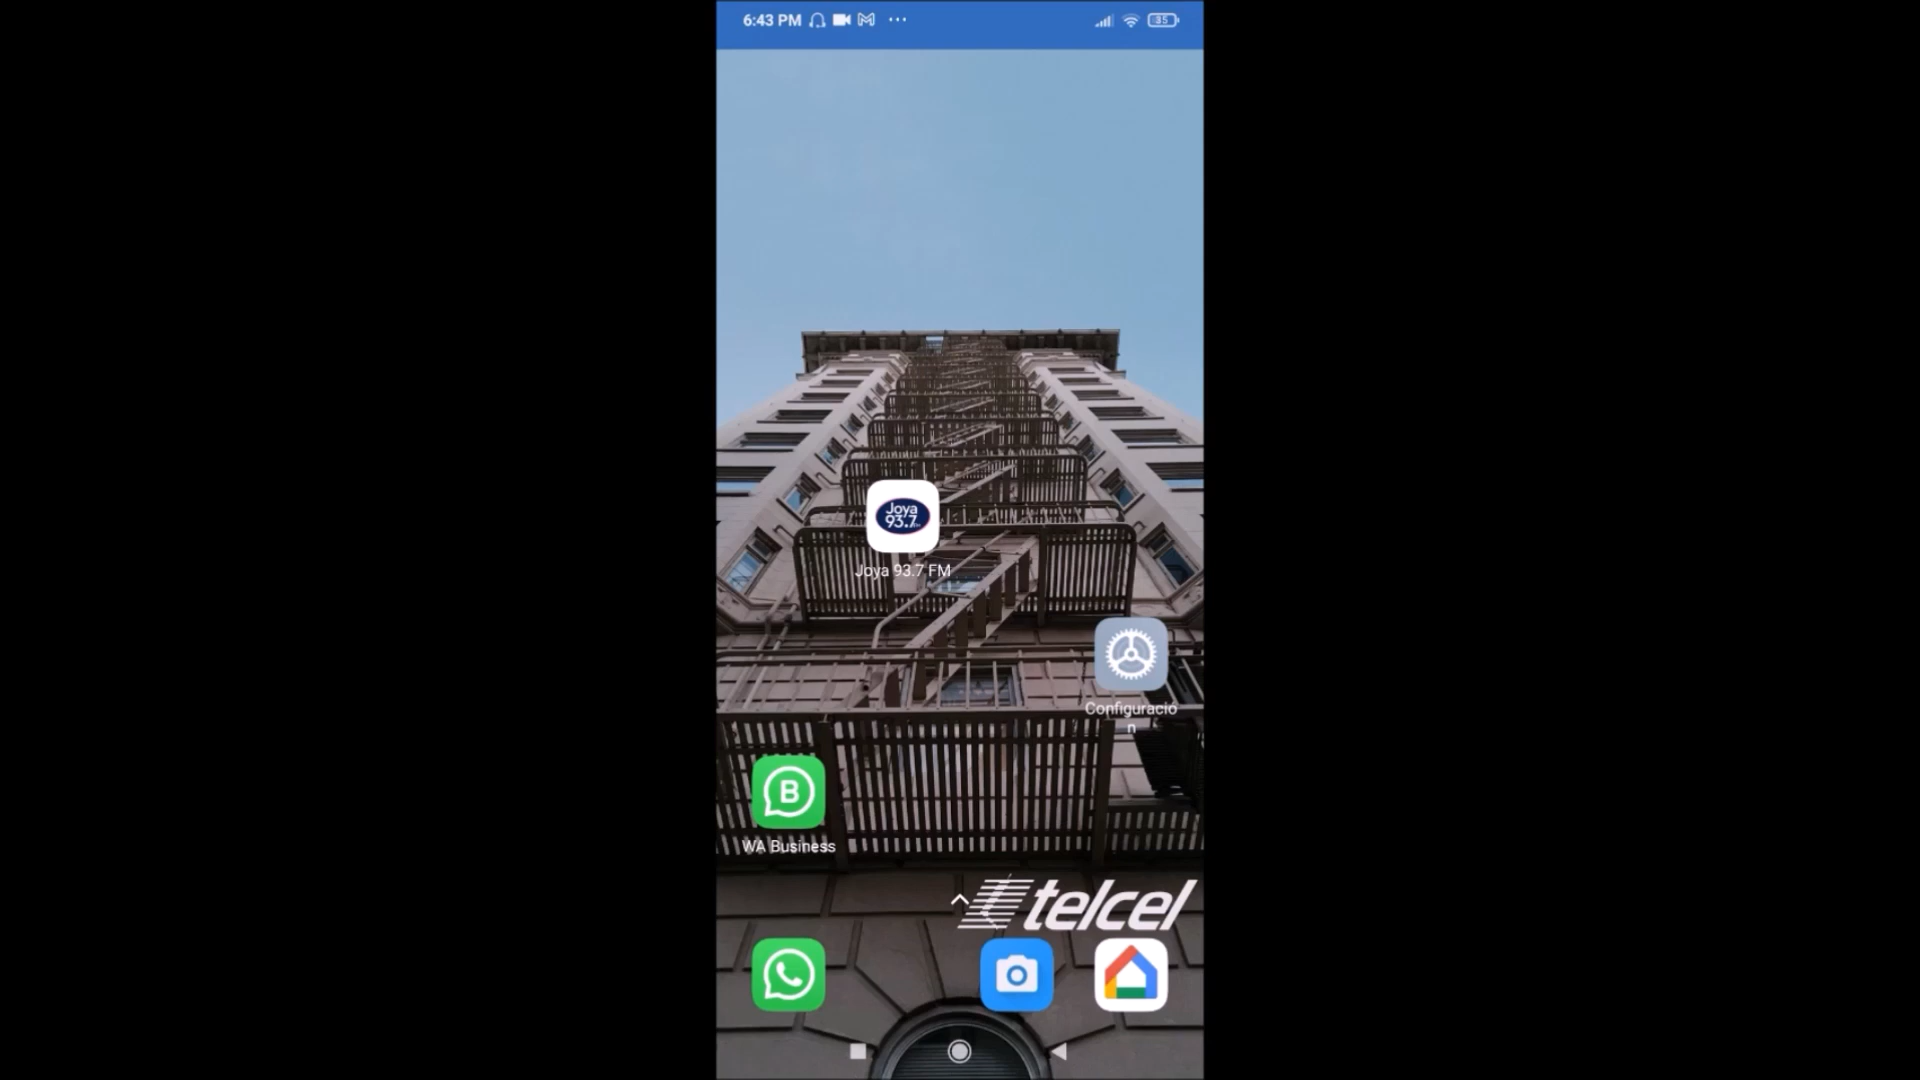 6:43 PM
35
Joya
93.7
Joya 93.7 FM
Configuració
n
B
WA Business
telcel